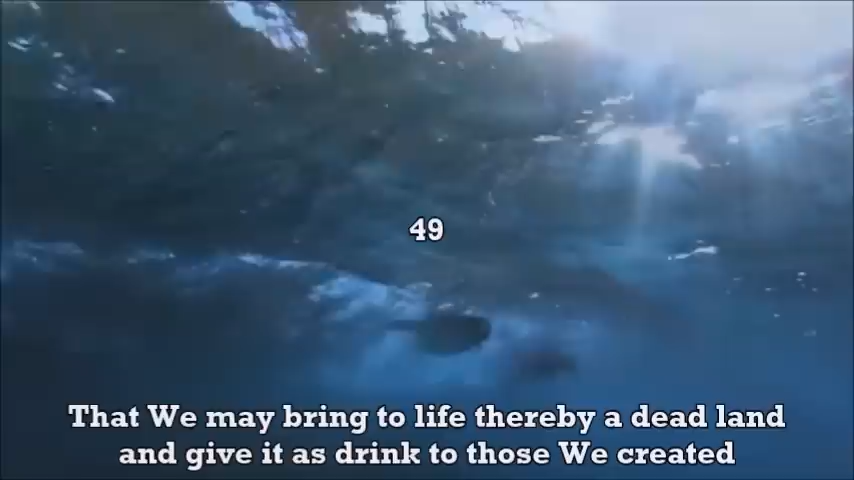 49
That We may bring to life thereby a dead land
and give it as drink to those We created